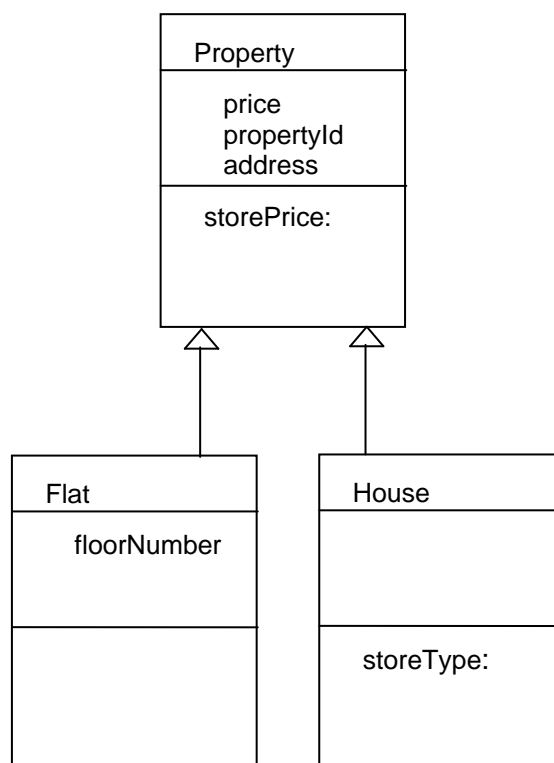 Property
price
propertyId
address
storePrice:
Flat
floorNumber
House
storeType: